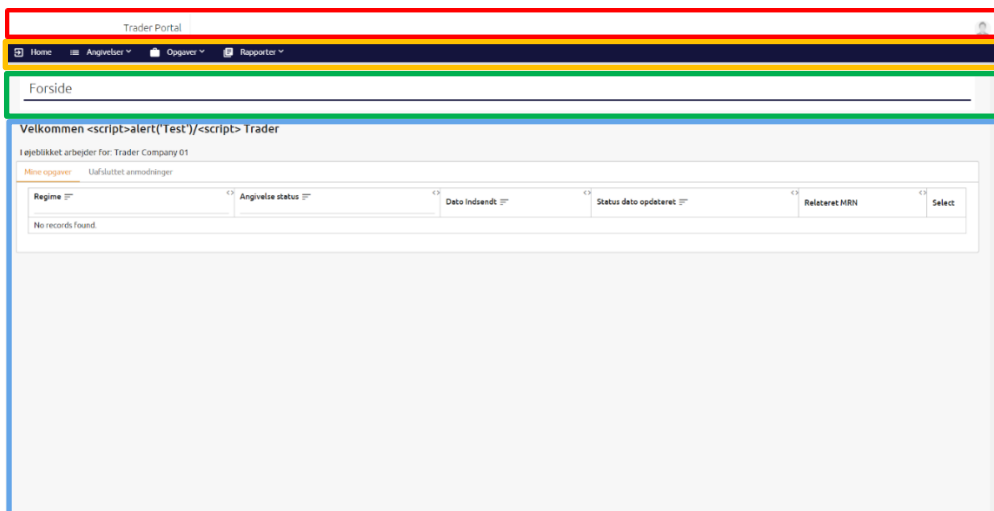 Trader Portal
Home Angivelser Opgaver Rapporter
Forside
Velkommen <script>alert('Test')/<script> Trader
I øjeblikket arbejder for: Trader Company 01
Mine opgaver Uafsluttet anmodninger
Regime Angivelse status Dato Indsendt Status dato opdateret Relateret MRN Select
No records found.